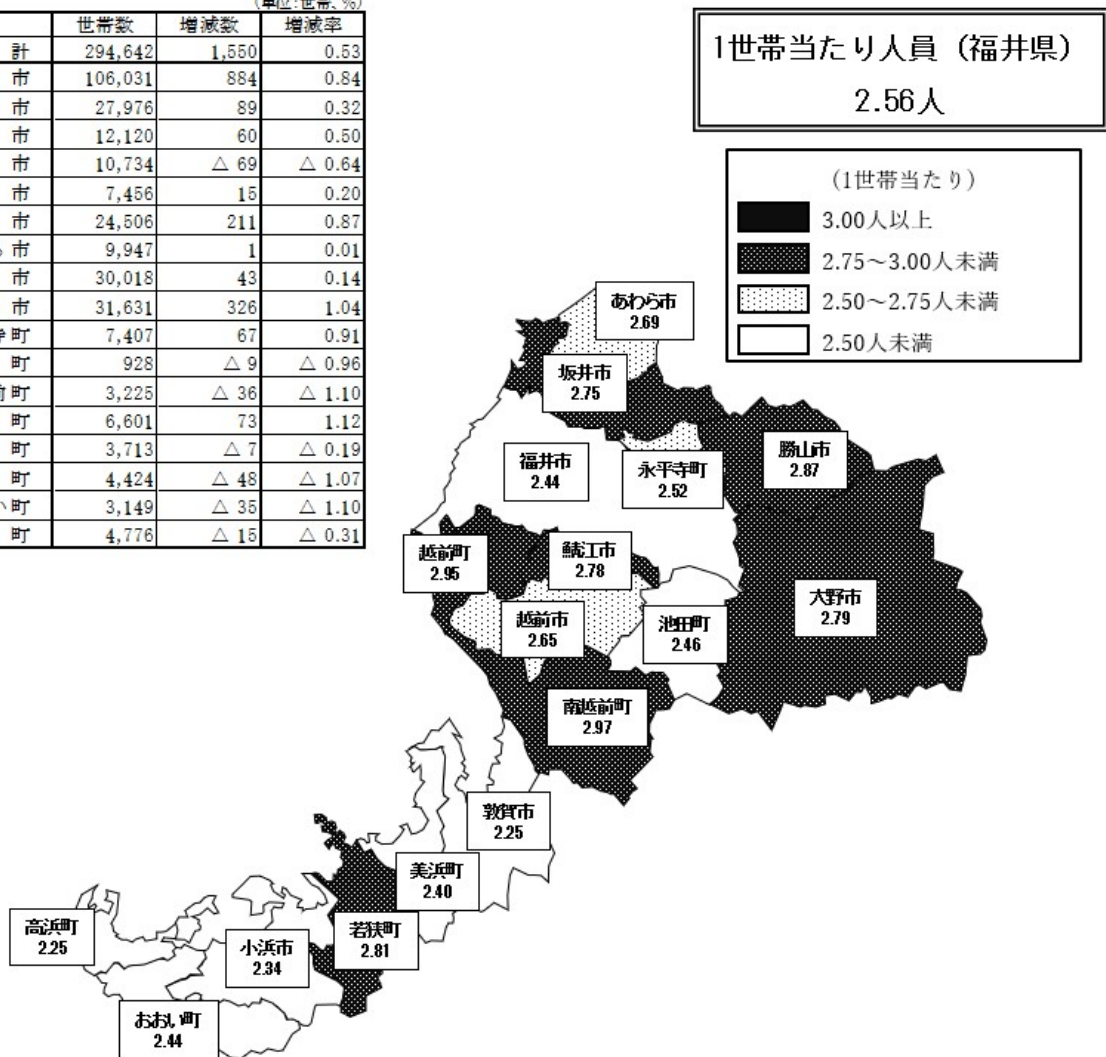 (単位:世帯、%)
世帯数 増減数 増減率
計 294,642 1,550 0.53
市 106,031 884 0.84
市 27,976 89 0.32
市 12,120 60 0.50
市 10,734 △ 69 △ 0.64
市 7,456 15 0.20
市 24,506 211 0.87
市 9,947 1 0.01
市 30,018 43 0.14
市 31,631 326 1.04
町 7,407 67 0.91
町 928 △ 9 △ 0.96
前町 3,225 △ 36 △ 1.10
町 6,601 73 1.12
町 3,713 △ 7 △ 0.19
町 4,424 △ 48 △ 1.07
い町 3,149 △ 35 △ 1.10
町 4,776 △ 15 △ 0.31
1世帯当たり人員(福井県)
2.56人
(1世帯当たり)
3.00人以上
2.75~3.00人未満
2.50~2.75人未満
2.50人未満
あわら市
2.69
坂井市
2.75
福井市
2.44
永平寺町
2.52
勝山市
2.87
越前町
2.95
鯖江市
2.78
大野市
2.79
越前市
2.65
池田町
2.46
南越前町
2.97
敦賀市
2.25
美浜町
2.40
若狭町
2.81
高浜町
2.25
小浜市
2.34
おおい町
2.44